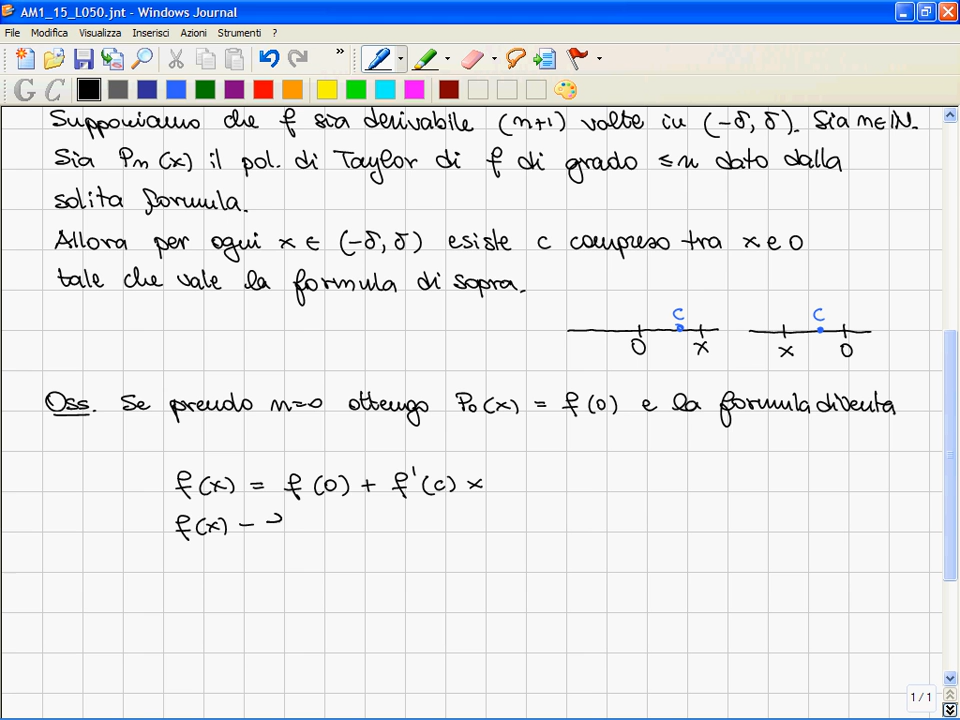 AM1_15_L050.jnt - Windows Journal
File Modifica Visualizza Inserisci Azioni Strumenti ?
»
G C
Supponiamo che f sia derivabile (n+1) volte in (-δ, δ). Sia n∈ℕ.
Sia Pn(x) il pol. di Taylor di f di grado ≤n dato dalla
solita formula.
Allora per ogni x ∈ (-δ, δ) esiste c compreso tra x e 0
tale che vale la formula di sopra.
c c
0 x x 0
Oss. Se prendo n=0 ottengo P0(x) = f(0) e la formula diventa
f(x) = f(0) + f'(c) x
f(x) -
1 / 1